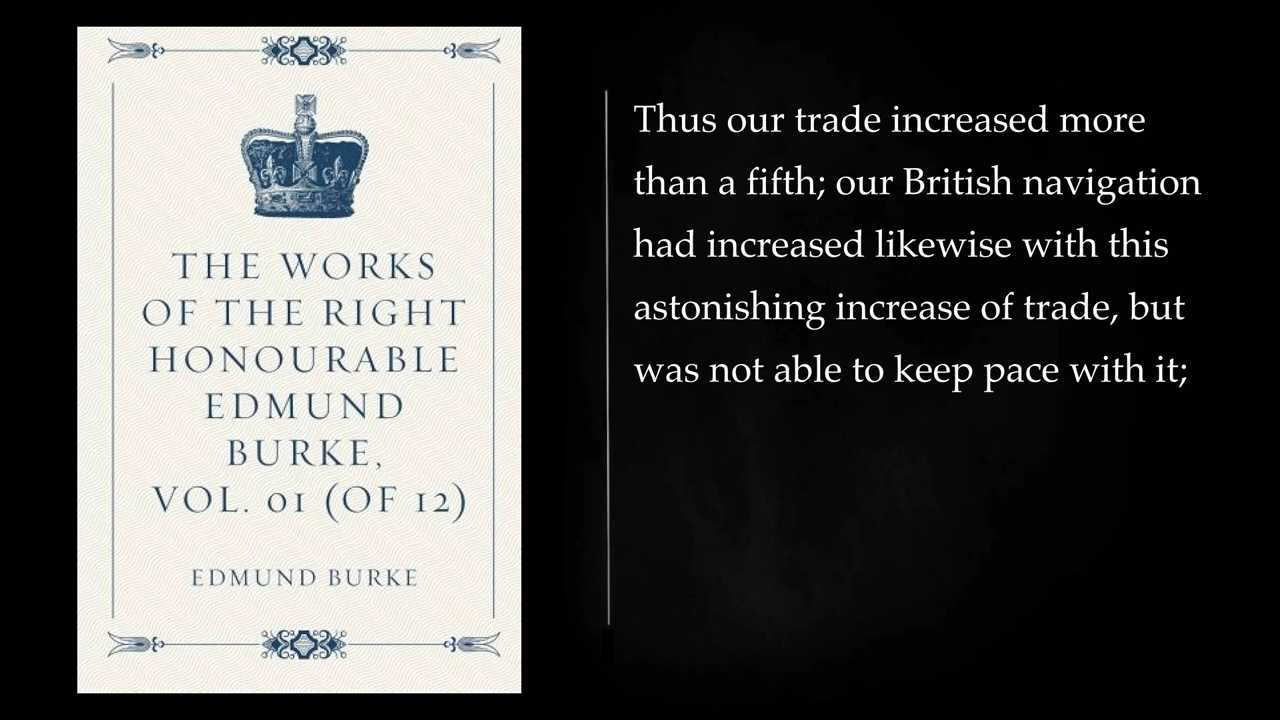 THE WORKS
OF THE RIGHT
HONOURABLE
EDMUND
BURKE,
VOL. 01 (OF 12)
EDMUND BURKE
Thus our trade increased more
than a fifth; our British navigation
had increased likewise with this
astonishing increase of trade, but
was not able to keep pace with it;